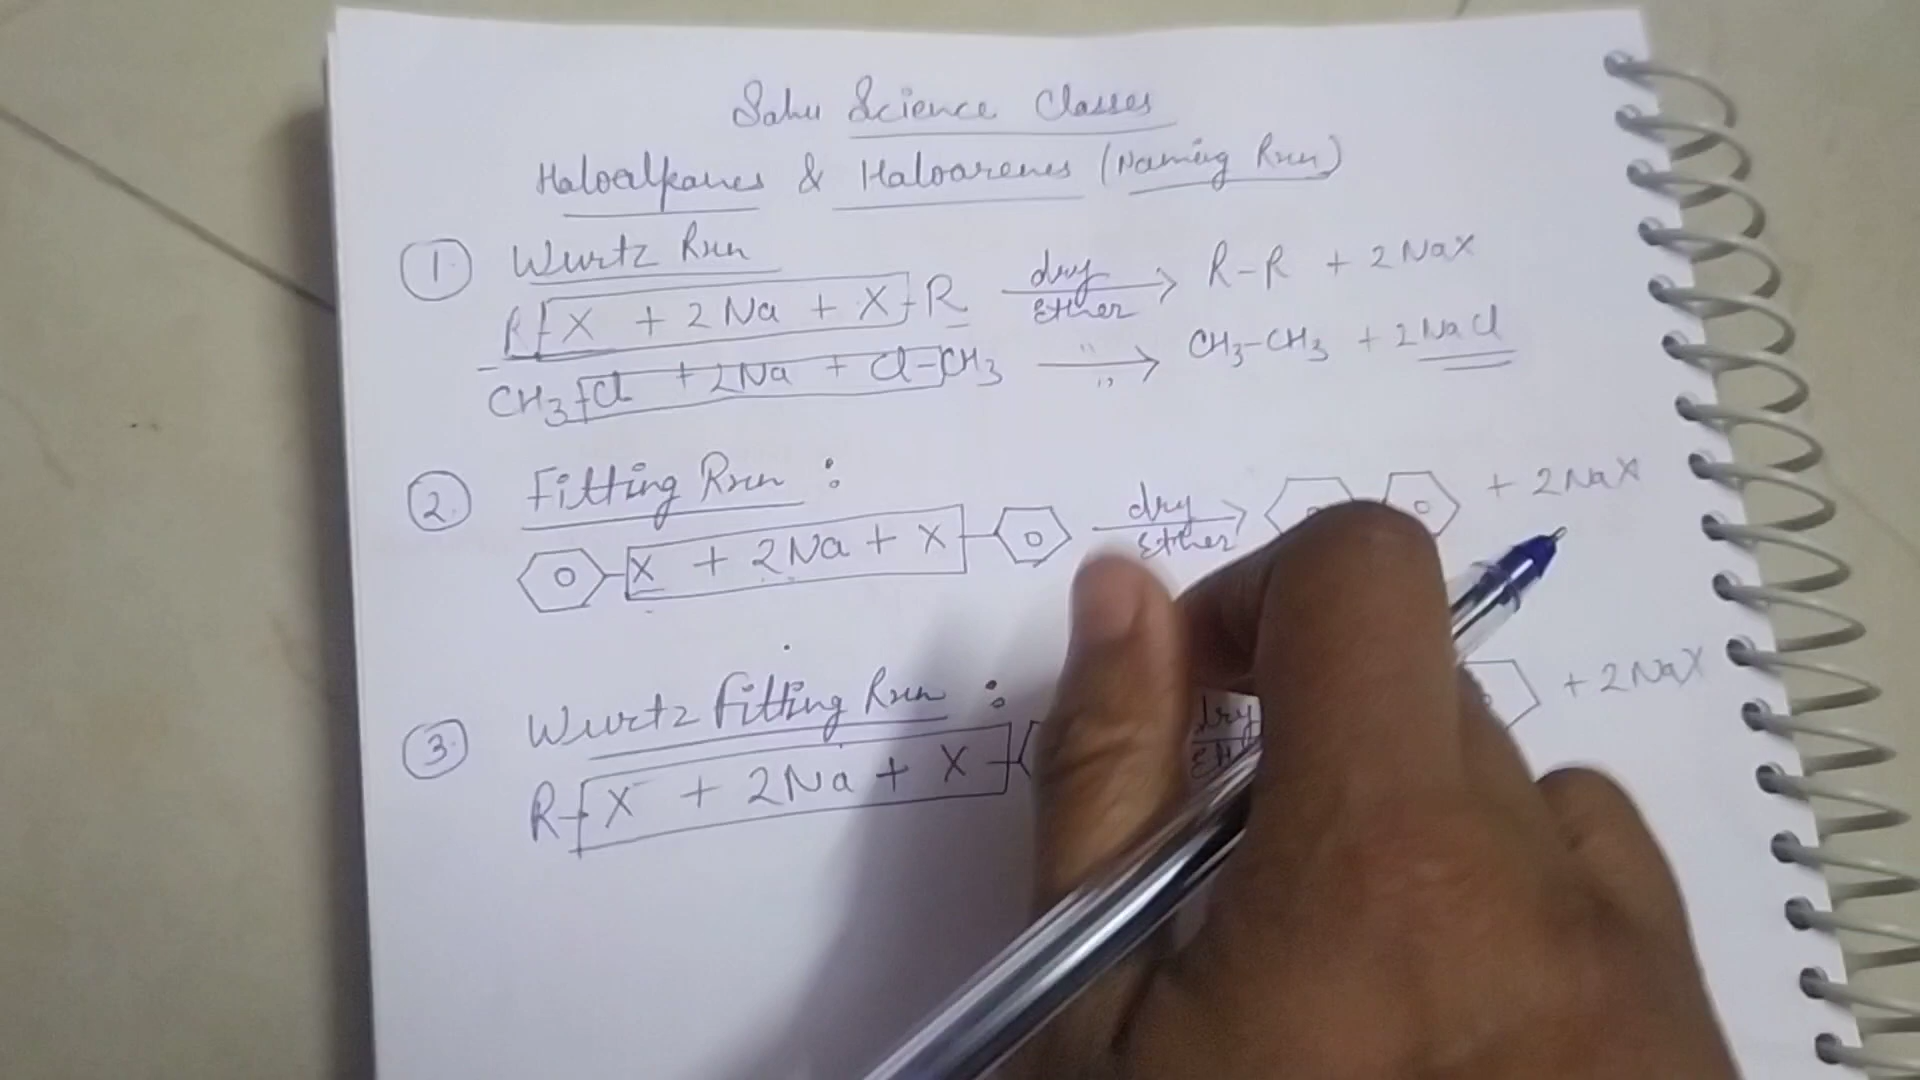 Sahu Science Classes
Haloalkanes & Haloarenes (Naming Rxn)
1. Wurtz Rxn
R-X + 2Na + X-R dry Ether → R-R + 2NaX
CH3-Cl + 2Na + Cl-CH3 " → " CH3-CH3 + 2NaCl
2. Fitting Rxn :
X + 2Na + X dry Ether → + 2NaX
3. Wurtz Fitting Rxn :
R-X + 2Na + X dry + 2NaX